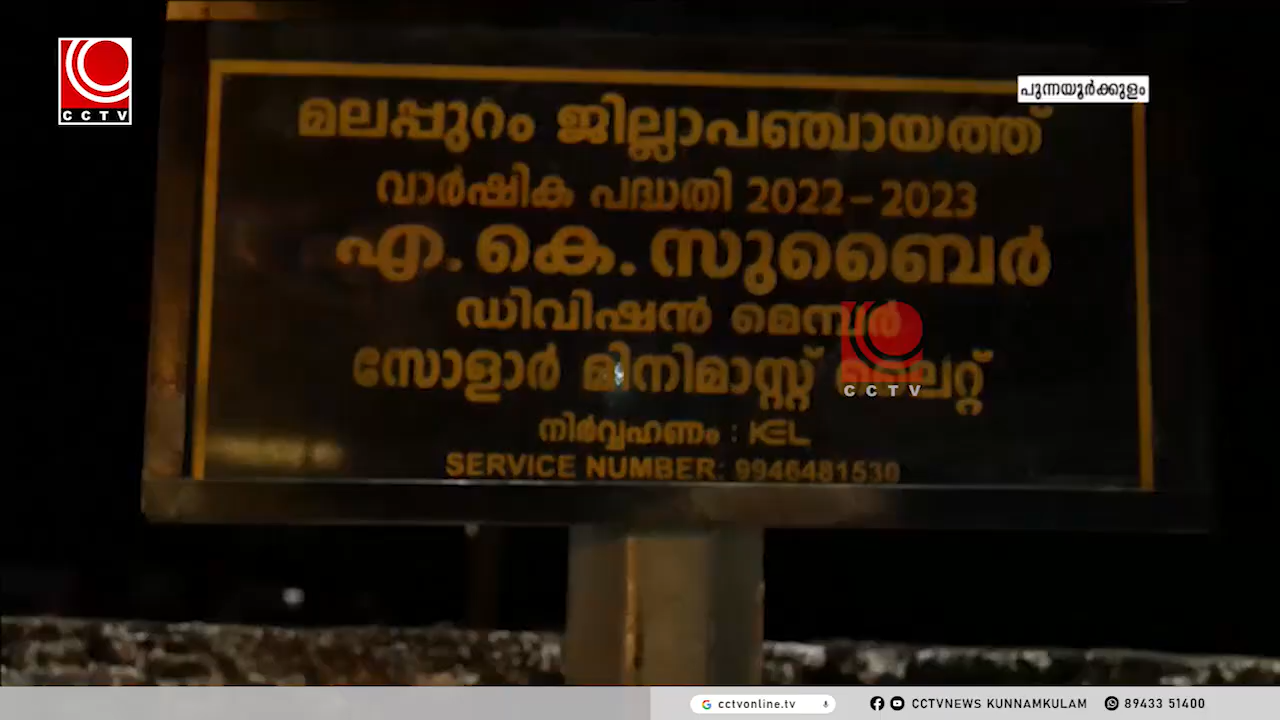 CCTV
പുന്നയൂർക്കുളം
മലപ്പുറം ജില്ലാപഞ്ചായത്ത്
വാർഷിക പദ്ധതി 2022-2023
എ.കെ.സുബൈർ
ഡിവിഷൻ മെമ്പർ
സോളാർ മിനിമാസ്റ്റ് ലൈറ്റ്
CCTV
നിർവ്വഹണം : KEL
SERVICE NUMBER: 9946481530
cctvonline.tv
CCTVNEWS KUNNAMKULAM
89433 51400